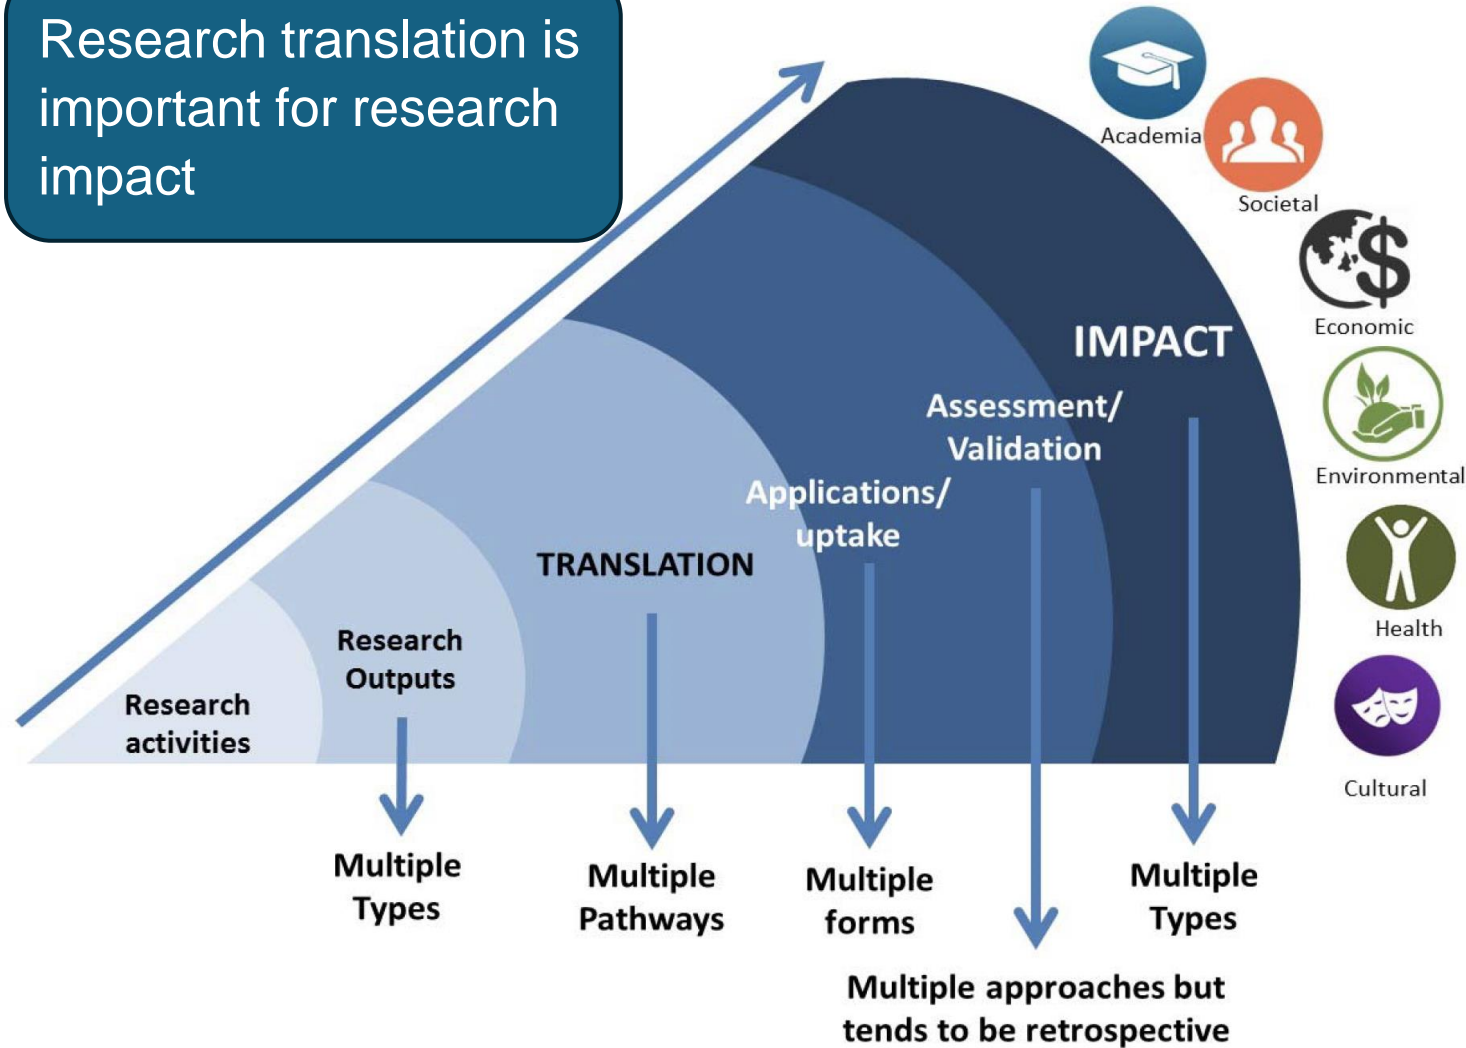 Research translation is
important for research
impact
Academia
Societal
Economic
Environmental
Health
Cultural
IMPACT
Assessment/
Validation
Applications/
uptake
TRANSLATION
Research
Outputs
Research
activities
Multiple
Types
Multiple
Pathways
Multiple
forms
Multiple
Types
Multiple approaches but
tends to be retrospective